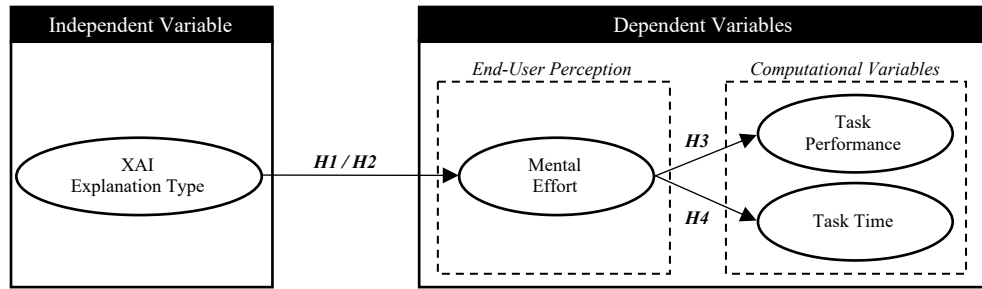 Independent Variable
Dependent Variables
End-User Perception
Computational Variables
XAI
Explanation Type
H1 / H2
Mental
Effort
H3
H4
Task
Performance
Task Time